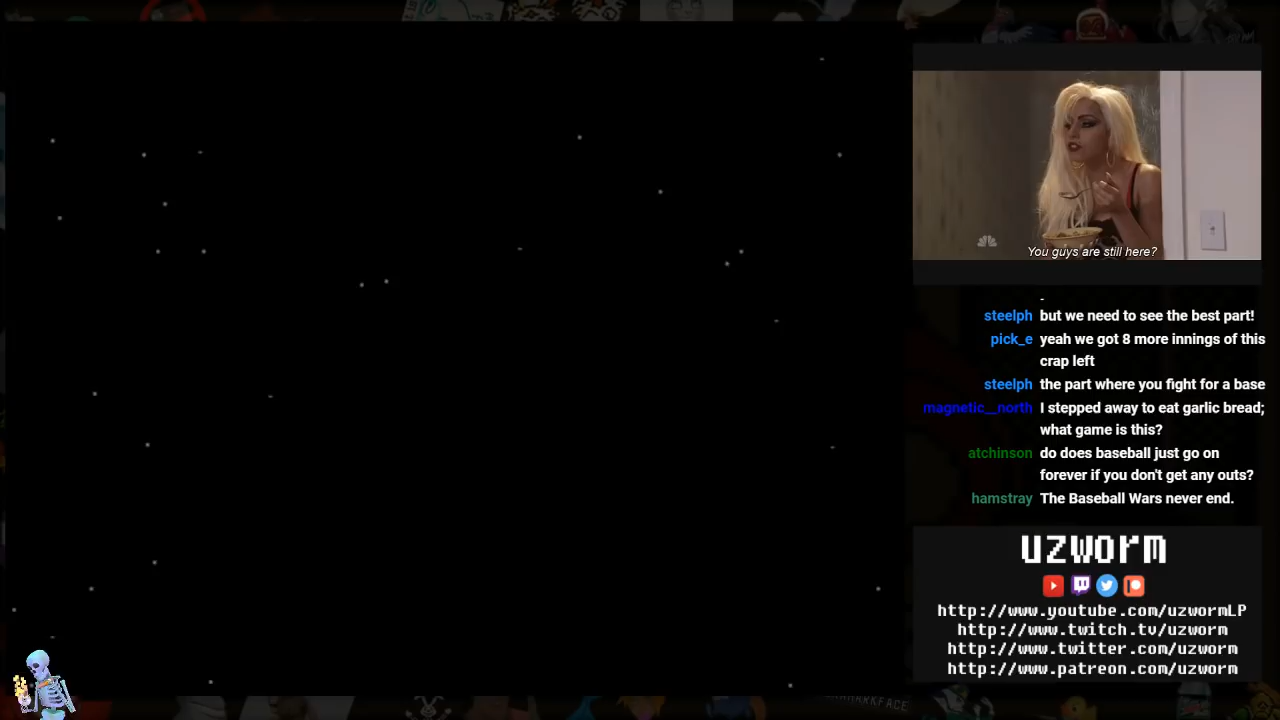 You guys are still here?
steelph but we need to see the best part!
pick_e yeah we got 8 more innings of this
crap left
steelph the part where you fight for a base
magnetic__north I stepped away to eat garlic bread;
what game is this?
atchinson do does baseball just go on
forever if you don't get any outs?
hamstray The Baseball Wars never end.
uzworm
http://www.youtube.com/uzwormLP
http://www.twitch.tv/uzworm
http://www.twitter.com/uzworm
http://www.patreon.com/uzworm